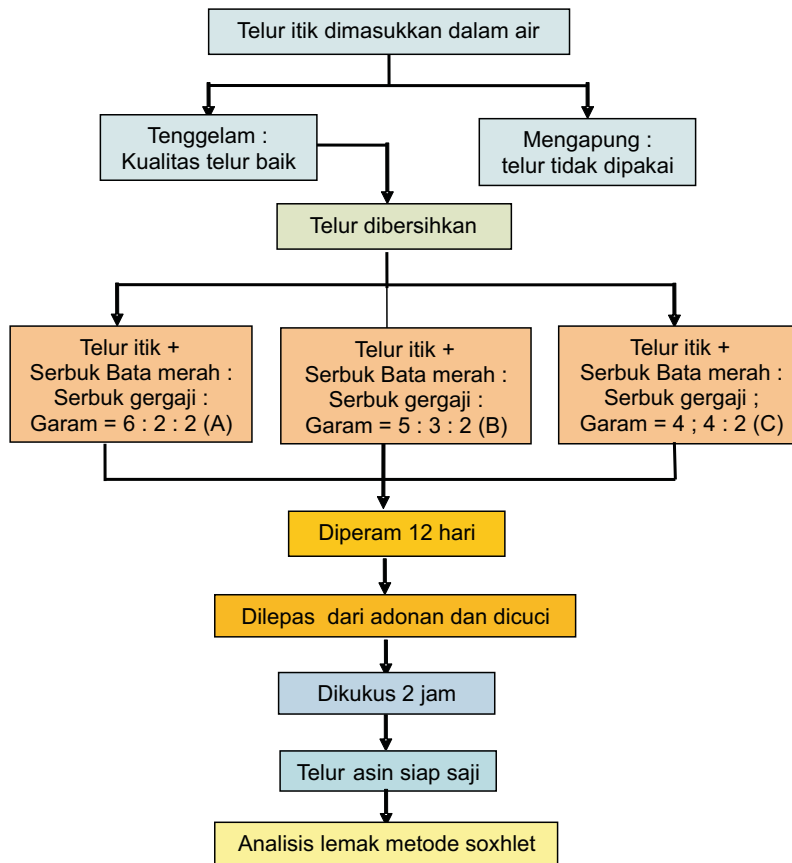 Telur itik dimasukkan dalam air
Tenggelam :
Kualitas telur baik
Mengapung :
telur tidak dipakai
Telur dibersihkan
Telur itik +
Serbuk Bata merah :
Serbuk gergaji :
Garam = 6 : 2 : 2 (A)
Telur itik +
Serbuk Bata merah :
Serbuk gergaji :
Garam = 5 : 3 : 2 (B)
Telur itik +
Serbuk Bata merah :
Serbuk gergaji ;
Garam = 4 ; 4 : 2 (C)
Diperam 12 hari
Dilepas dari adonan dan dicuci
Dikukus 2 jam
Telur asin siap saji
Analisis lemak metode soxhlet